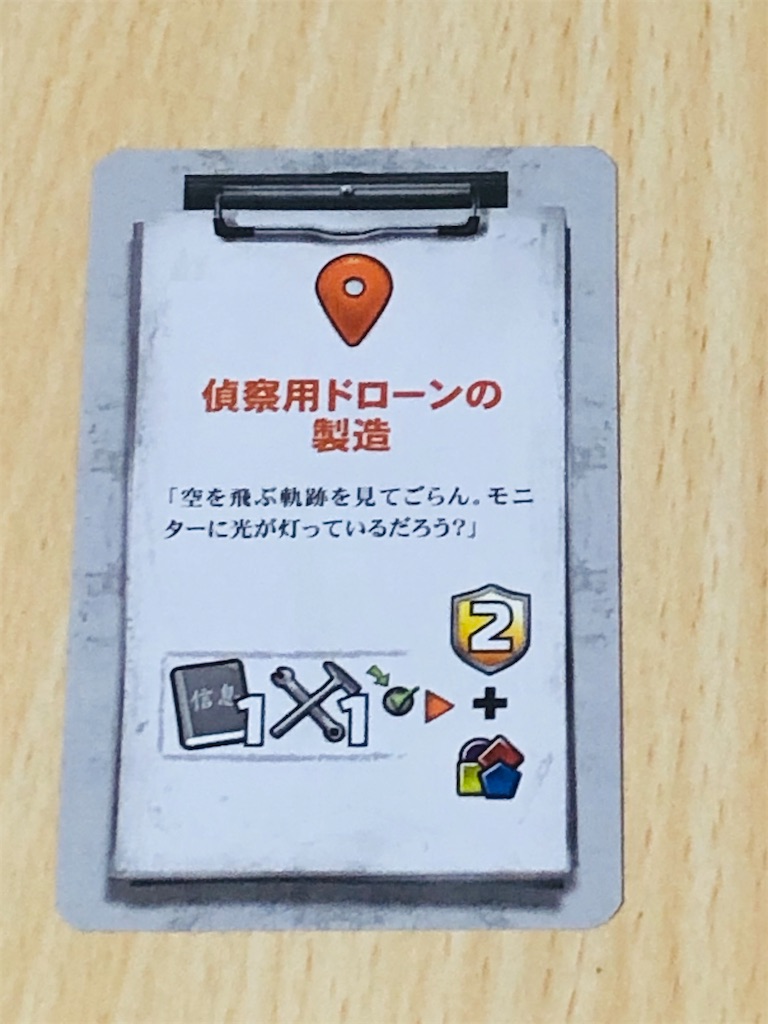 偵察用ドローンの
製造
「空を飛ぶ軌跡を見てごらん。モニ
ターに光が灯っているだろう?」
2
信息
1 1
+